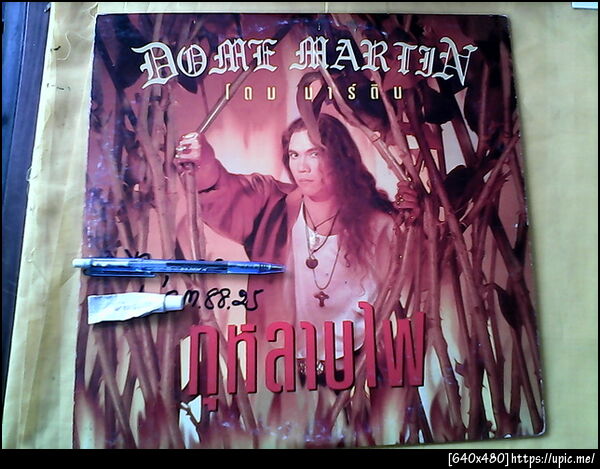 DOME MARTIN
โดม มาร์ติน
กุหลาบไฟ
[640x480]https://upic.me/